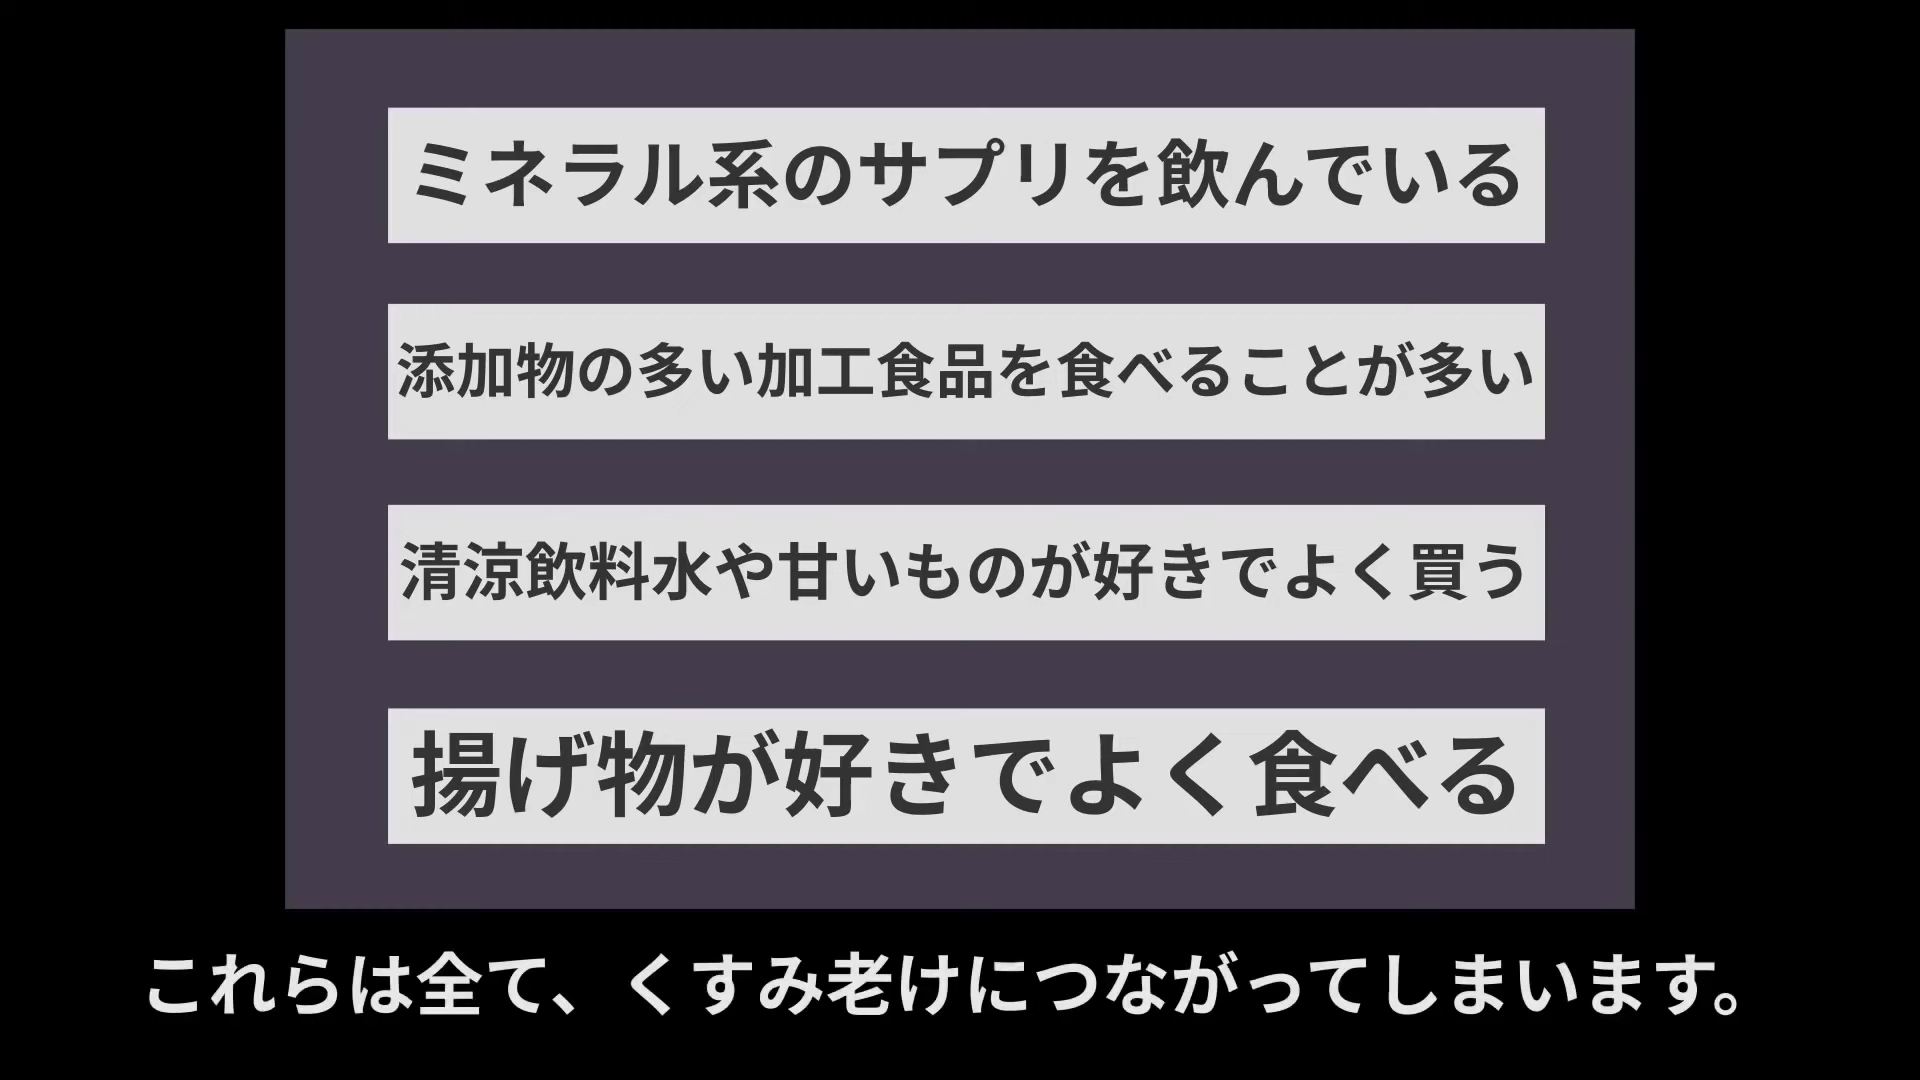 ミネラル系のサプリを飲んでいる
添加物の多い加工食品を食べることが多い
清涼飲料水や甘いものが好きでよく買う
揚げ物が好きでよく食べる
これらは全て、くすみ老けにつながってしまいます。